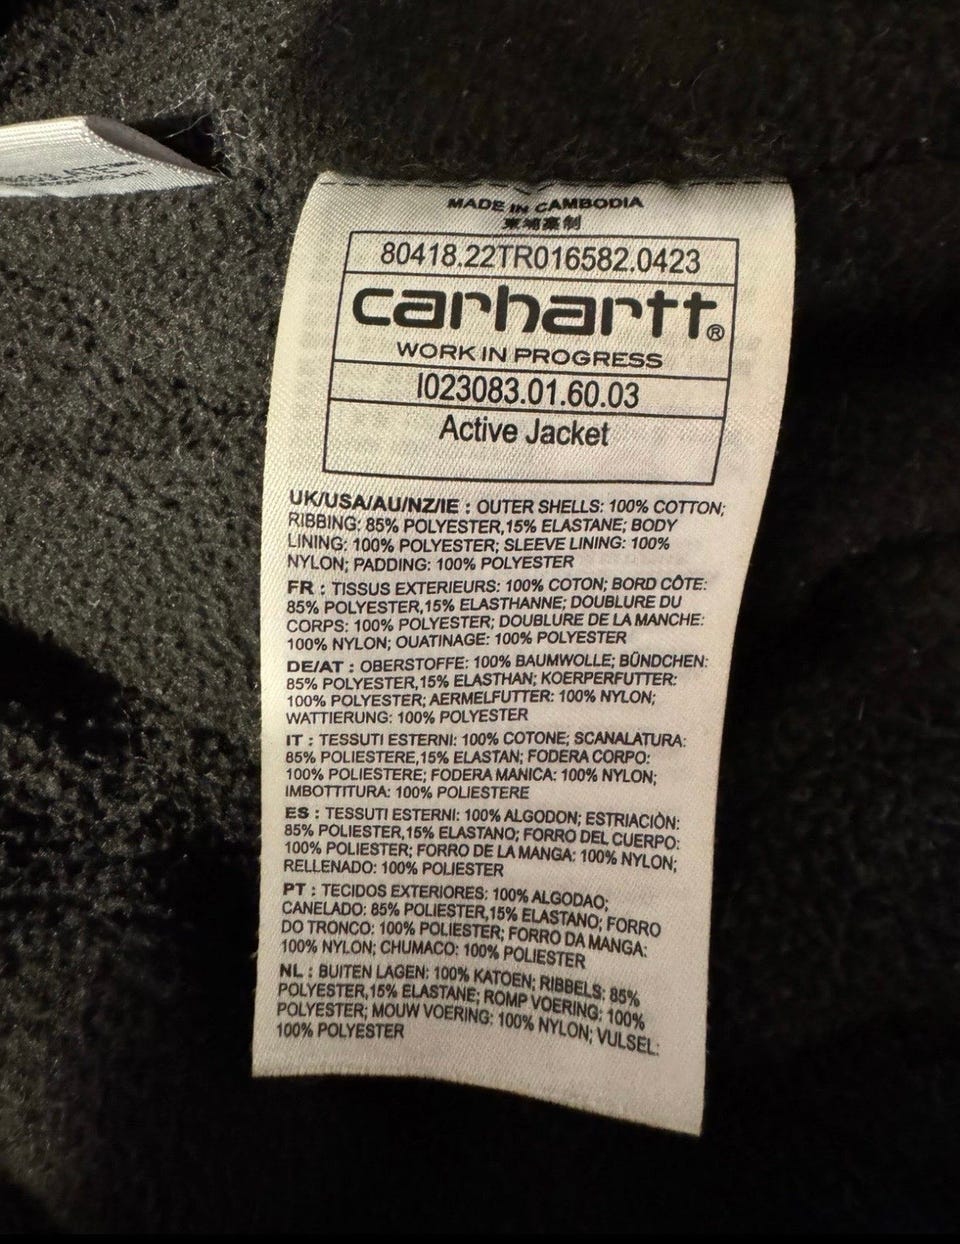 MADE IN CAMBODIA
柬埔寨制
80418.22TR016582.0423
carhartt®
WORK IN PROGRESS
I023083.01.60.03
Active Jacket
UK/USA/AU/NZ/IE : OUTER SHELLS: 100% COTTON;
RIBBING: 85% POLYESTER,15% ELASTANE; BODY
LINING: 100% POLYESTER; SLEEVE LINING: 100%
NYLON; PADDING: 100% POLYESTER
FR : TISSUS EXTERIEURS: 100% COTON; BORD CÔTE:
85% POLYESTER,15% ELASTHANNE; DOUBLURE DU
CORPS: 100% POLYESTER; DOUBLURE DE LA MANCHE:
100% NYLON; OUATINAGE: 100% POLYESTER
DE/AT : OBERSTOFFE: 100% BAUMWOLLE; BÜNDCHEN:
85% POLYESTER,15% ELASTHAN; KOERPERFUTTER:
100% POLYESTER; AERMELFUTTER: 100% NYLON;
WATTIERUNG: 100% POLYESTER
IT : TESSUTI ESTERNI: 100% COTONE; SCANALATURA:
85% POLIESTERE,15% ELASTAN; FODERA CORPO:
100% POLIESTERE; FODERA MANICA: 100% NYLON;
IMBOTTITURA: 100% POLIESTERE
ES : TESSUTI ESTERNI: 100% ALGODON; ESTRIACIÒN:
85% POLIESTER,15% ELASTANO; FORRO DEL CUERPO:
100% POLIESTER; FORRO DE LA MANGA: 100% NYLON;
RELLENADO: 100% POLIESTER
PT : TECIDOS EXTERIORES: 100% ALGODAO;
CANELADO: 85% POLIESTER,15% ELASTANO; FORRO
DO TRONCO: 100% POLIESTER; FORRO DA MANGA:
100% NYLON; CHUMACO: 100% POLIESTER
NL : BUITEN LAGEN: 100% KATOEN; RIBBELS: 85%
POLYESTER,15% ELASTANE; ROMP VOERING: 100%
POLYESTER; MOUW VOERING: 100% NYLON; VULSEL:
100% POLYESTER